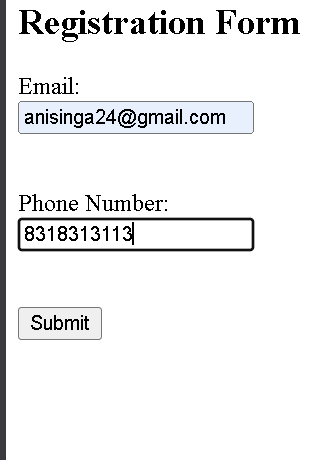 Registration Form
Email:
anisinga24@gmail.com
Phone Number:
8318313113
Submit